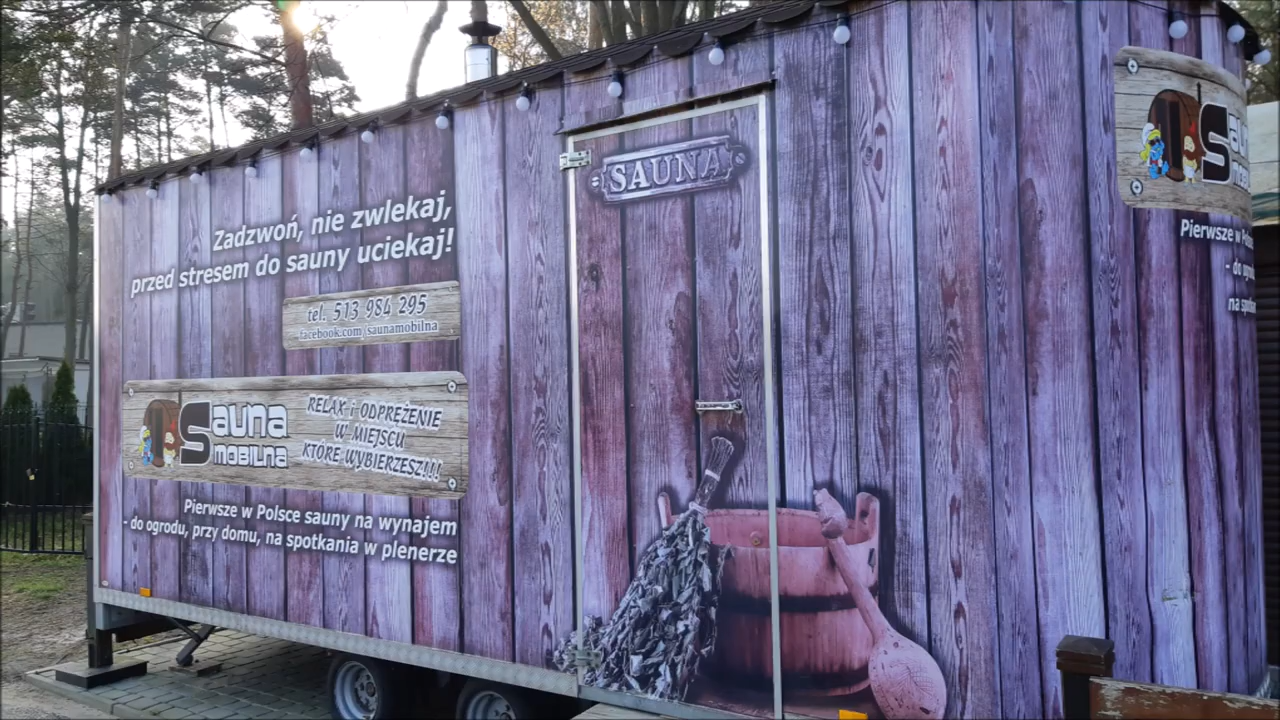 Zadzwoń, nie zwlekaj,
przed stresem do sauny uciekaj!
tel. 513 984 295
facebook.com saunamobilna
Sauna
mobilna
RELAX i ODPRĘŻENIE
W MIEJSCU
KTÓRE WYBIERZESZ!!!
Pierwsze w Polsce sauny na wynajem
- do ogrodu, przy domu, na spotkania w plenerze
SAUNA
Pierwsze w
- do
na